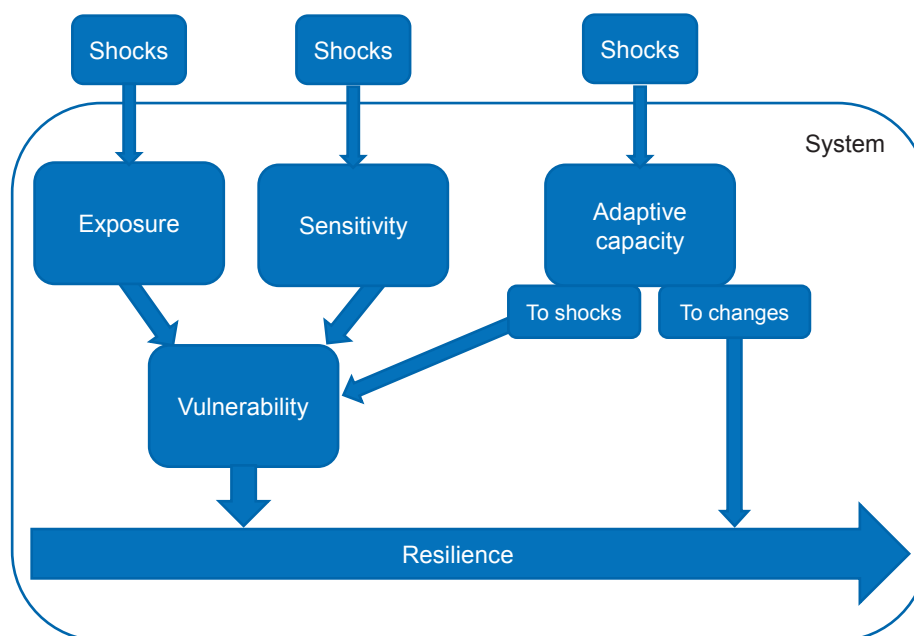 Shocks
Shocks
Shocks
System
Exposure
Sensitivity
Adaptive
capacity
To shocks
To changes
Vulnerability
Resilience